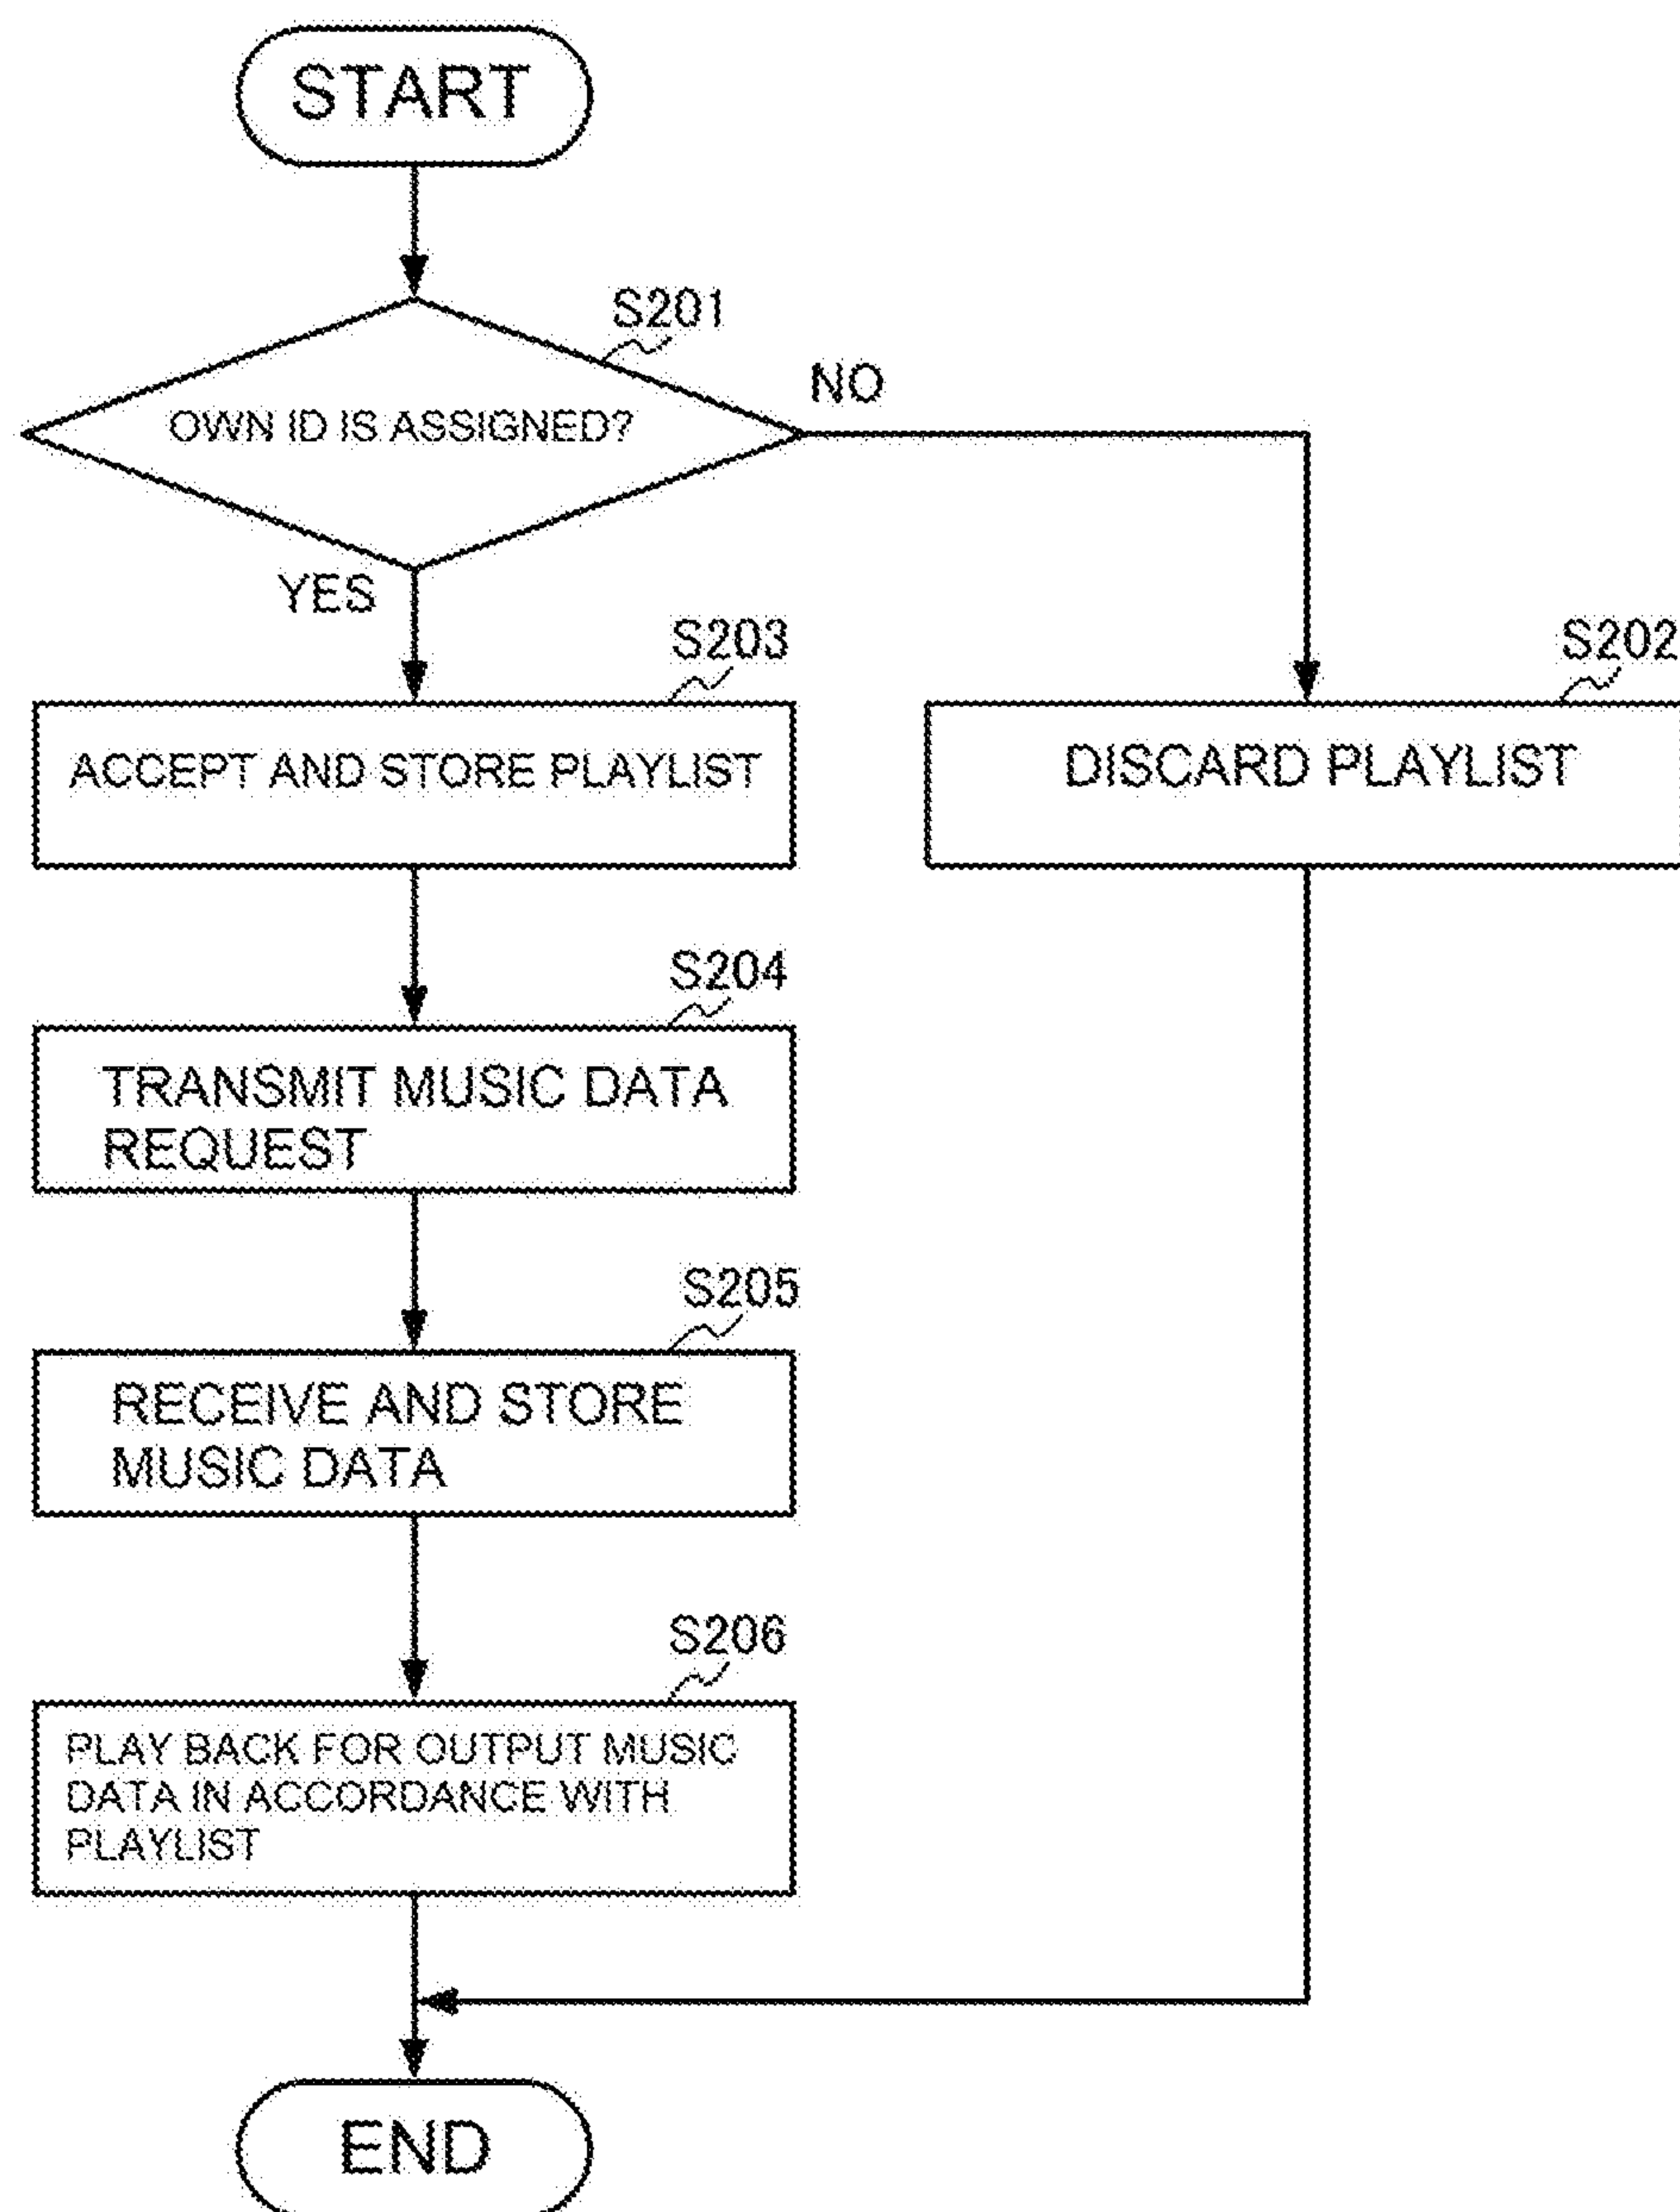 START
S201
NO
OWN ID IS ASSIGNED?
YES
S203
S202
ACCEPT AND STORE PLAYLIST
DISCARD PLAYLIST
S204
TRANSMIT MUSIC DATA
REQUEST
S205
RECEIVE AND STORE
MUSIC DATA
S206
PLAY BACK FOR OUTPUT MUSIC
DATA IN ACCORDANCE WITH
PLAYLIST
END